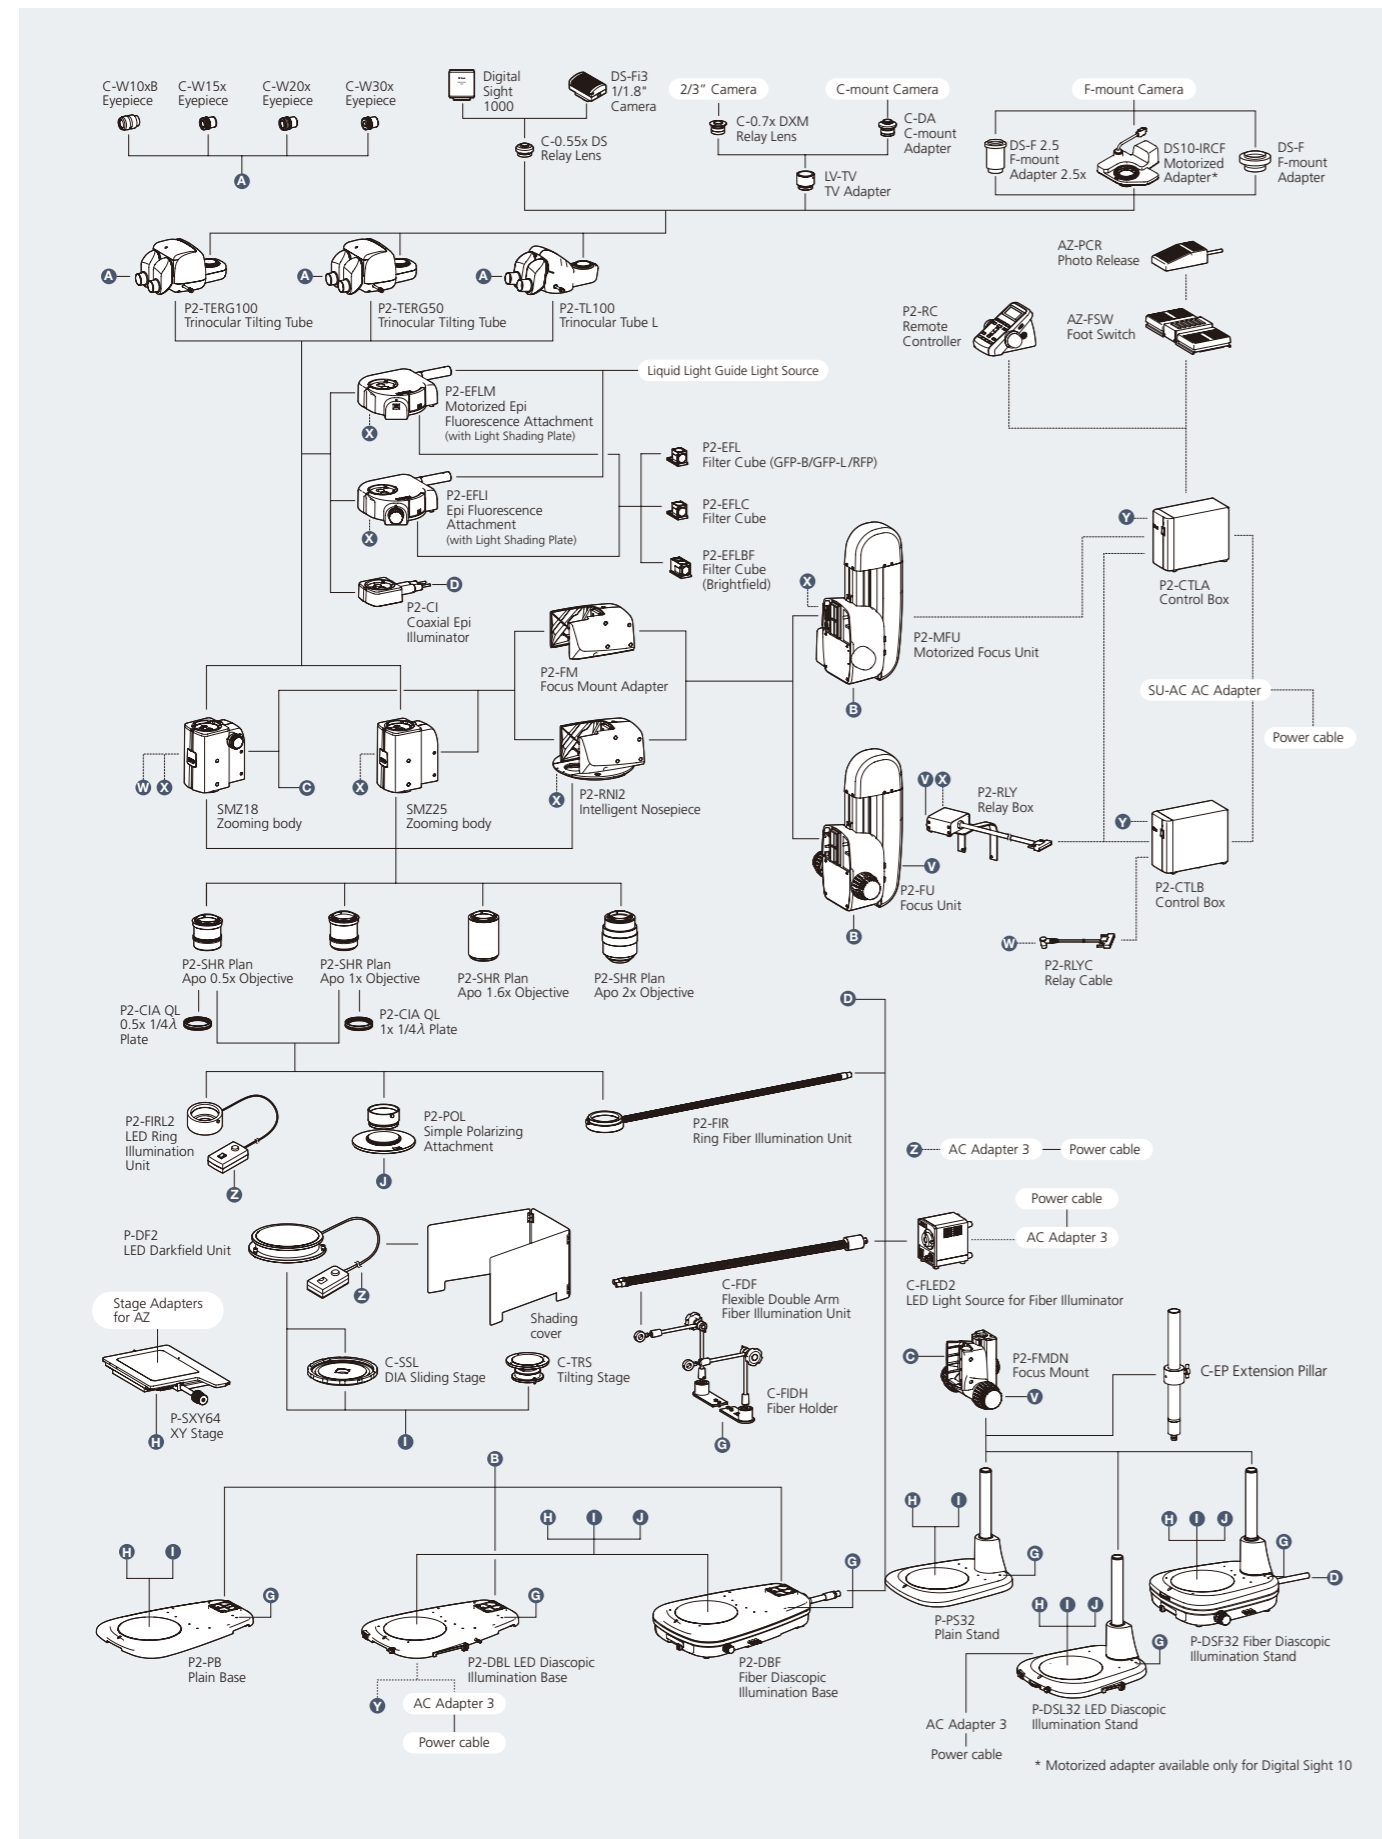 C-W10xB
Eyepiece
C-W15x
Eyepiece
C-W20x
Eyepiece
C-W30x
Eyepiece
A
Digital
Sight
1000
DS-Fi3
1/1.8"
Camera
C-0.55x DS
Relay Lens
2/3" Camera
C-0.7x DXM
Relay Lens
C-mount Camera
C-DA
C-mount
Adapter
LV-TV
TV Adapter
F-mount Camera
DS-F 2.5
F-mount
Adapter 2.5x
DS10-IRCF
Motorized
Adapter*
DS-F
F-mount
Adapter
A
P2-TERG100
Trinocular Tilting Tube
A
P2-TERG50
Trinocular Tilting Tube
A
P2-TL100
Trinocular Tube L
AZ-PCR
Photo Release
P2-RC
Remote
Controller
AZ-FSW
Foot Switch
Liquid Light Guide Light Source
P2-EFLM
Motorized Epi
Fluorescence Attachment
(with Light Shading Plate)
X
P2-EFLI
Epi Fluorescence
Attachment
(with Light Shading Plate)
X
P2-EFL
Filter Cube (GFP-B/GFP-L/RFP)
P2-EFLC
Filter Cube
P2-EFLBF
Filter Cube
(Brightfield)
D
P2-CI
Coaxial Epi
Illuminator
X
P2-MFU
Motorized Focus Unit
B
Y
P2-CTLA
Control Box
P2-FM
Focus Mount Adapter
SU-AC AC Adapter
Power cable
W
X
SMZ18
Zooming body
C
X
SMZ25
Zooming body
X
P2-RNI2
Intelligent Nosepiece
V
X
P2-RLY
Relay Box
V
P2-FU
Focus Unit
B
Y
P2-CTLB
Control Box
W
P2-RLYC
Relay Cable
P2-SHR Plan
Apo 0.5x Objective
P2-SHR Plan
Apo 1x Objective
P2-SHR Plan
Apo 1.6x Objective
P2-SHR Plan
Apo 2x Objective
P2-CIA QL
0.5x 1/4λ
Plate
P2-CIA QL
1x 1/4λ Plate
D
P2-FIRL2
LED Ring
Illumination
Unit
Z
P2-POL
Simple Polarizing
Attachment
J
P2-FIR
Ring Fiber Illumination Unit
Z
AC Adapter 3
Power cable
P-DF2
LED Darkfield Unit
Z
Shading
cover
C-FDF
Flexible Double Arm
Fiber Illumination Unit
Power cable
AC Adapter 3
C-FLED2
LED Light Source for Fiber Illuminator
Stage Adapters
for AZ
P-SXY64
XY Stage
H
C-SSL
DIA Sliding Stage
C-TRS
Tilting Stage
I
C-FIDH
Fiber Holder
G
C
P2-FMDN
Focus Mount
V
C-EP Extension Pillar
B
H
I
G
P2-PB
Plain Base
H
I
J
G
P2-DBL LED Diascopic
Illumination Base
Y
AC Adapter 3
Power cable
G
P2-DBF
Fiber Diascopic
Illumination Base
H
I
G
P-PS32
Plain Stand
H
I
J
G
P-DSL32 LED Diascopic
Illumination Stand
AC Adapter 3
Power cable
H
I
J
G
D
P-DSF32 Fiber Diascopic
Illumination Stand
* Motorized adapter available only for Digital Sight 10